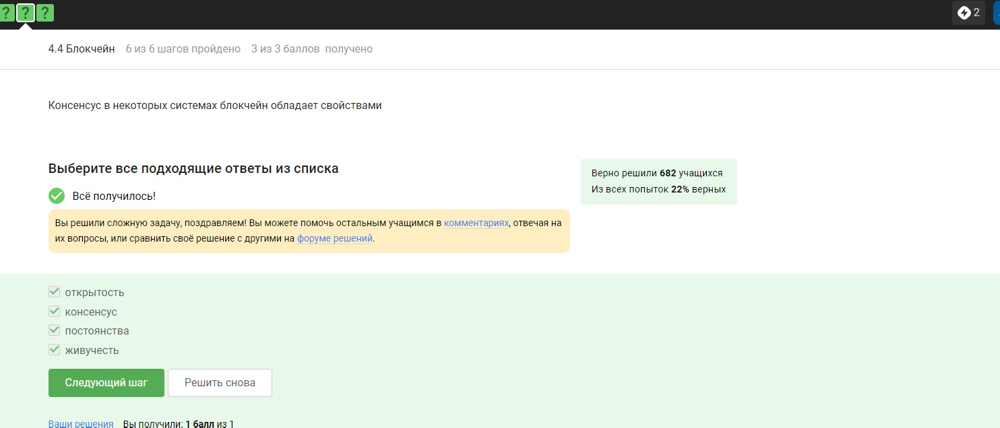 ? ? ?
2
4.4 Блокчейн 6 из 6 шагов пройдено 3 из 3 баллов получено
Консенсус в некоторых системах блокчейн обладает свойствами
Выберите все подходящие ответы из списка
Всё получилось!
Вы решили сложную задачу, поздравляем! Вы можете помочь остальным учащимся в комментариях, отвечая на
их вопросы, или сравнить своё решение с другими на форуме решений.
Верно решили 682 учащихся
Из всех попыток 22% верных
открытость
консенсус
постоянства
живучесть
Следующий шаг Решить снова
Ваши решения Вы получили: 1 балл из 1